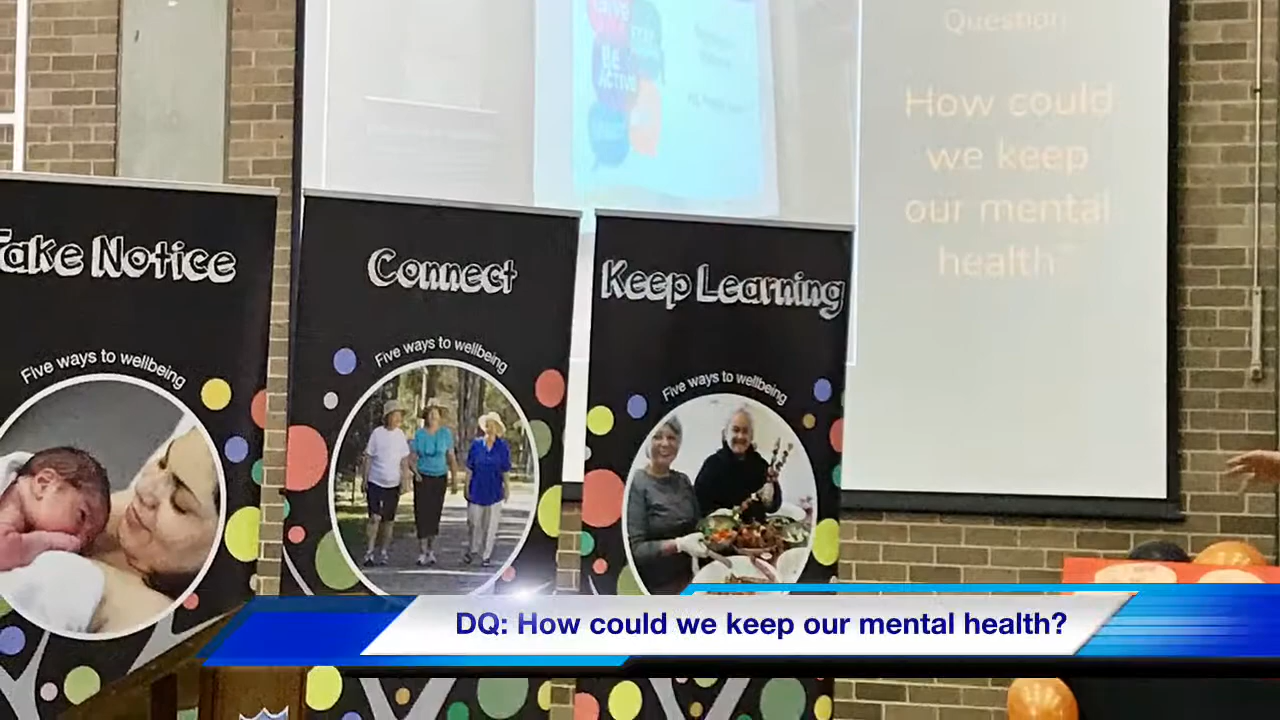 Question
How could
we keep
our mental
health
BE
ACTIVE
Take Notice
Five ways to wellbeing
Connect
Five ways to wellbeing
Keep Learning
Five ways to wellbeing
DQ: How could we keep our mental health?